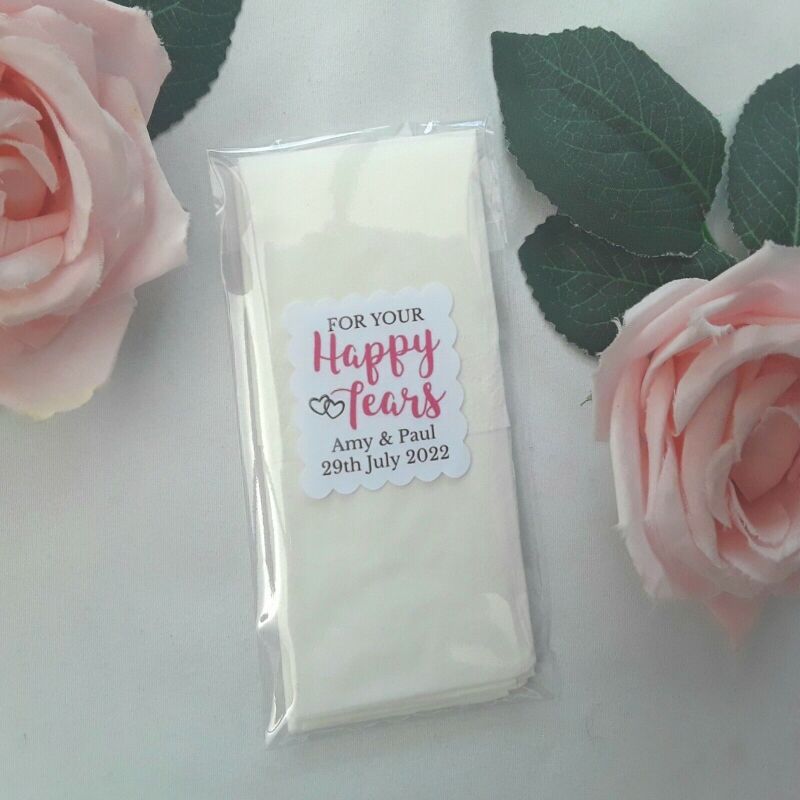 FOR YOUR
Happy
Tears
Amy & Paul
29th July 2022